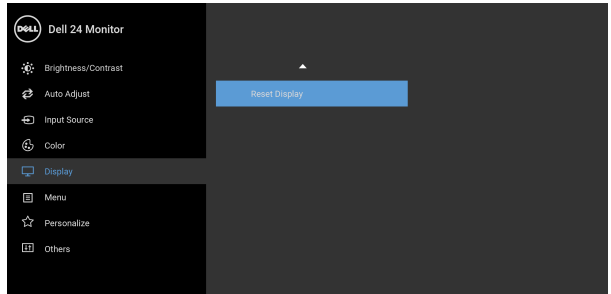 DELL
Dell 24 Monitor
Brightness/Contrast
Auto Adjust
Reset Display
Input Source
Color
Display
Menu
Personalize
Others